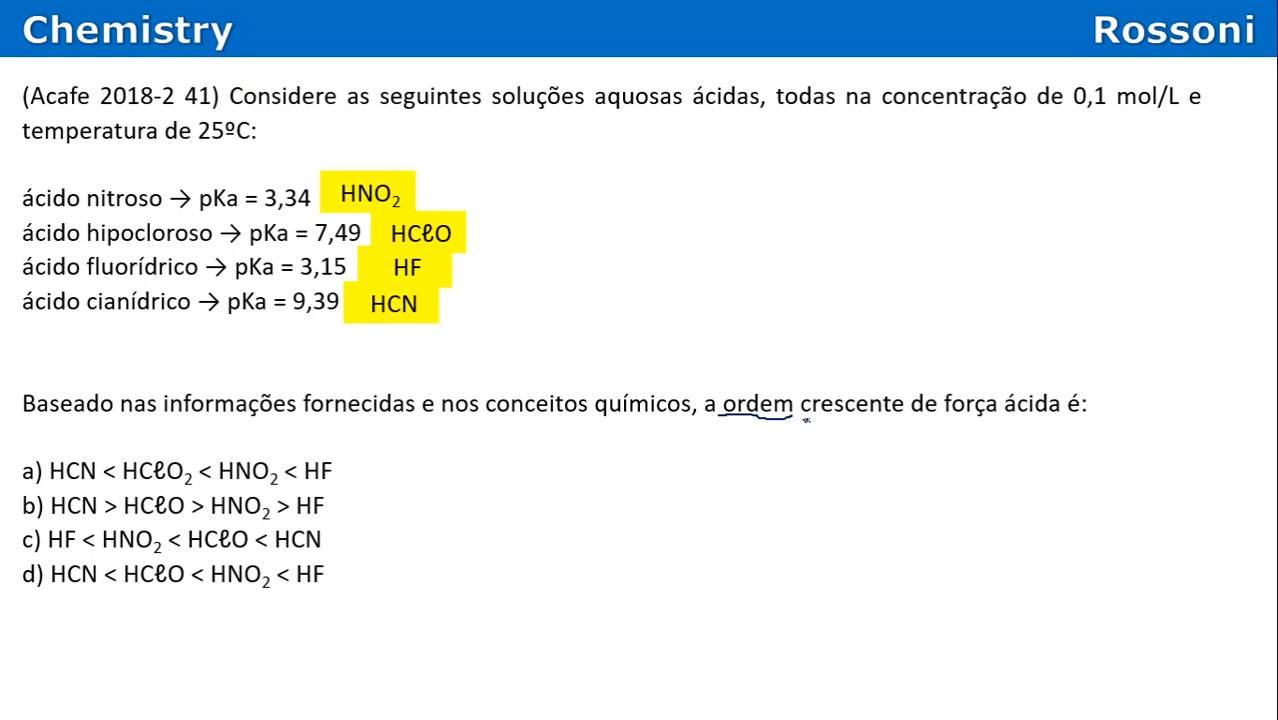 Chemistry Rossoni
(Acafe 2018-2 41) Considere as seguintes soluções aquosas ácidas, todas na concentração de 0,1 mol/L e
temperatura de 25ºC:
ácido nitroso → pKa = 3,34 HNO₂
ácido hipocloroso → pKa = 7,49 HCℓO
ácido fluorídrico → pKa = 3,15 HF
ácido cianídrico → pKa = 9,39 HCN
Baseado nas informações fornecidas e nos conceitos químicos, a ordem crescente de força ácida é:
a) HCN < HCℓO₂ < HNO₂ < HF
b) HCN > HCℓO > HNO₂ > HF
c) HF < HNO₂ < HCℓO < HCN
d) HCN < HCℓO < HNO₂ < HF